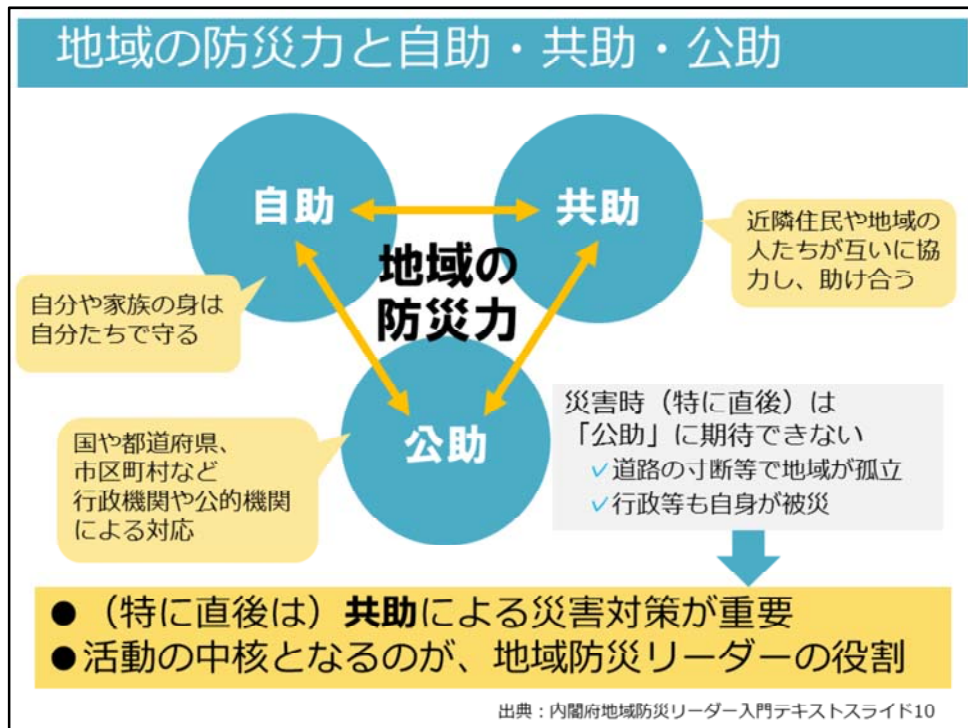 地域の防災力と自助・共助・公助
自助
共助
地域の
防災力
公助
自分や家族の身は
自分たちで守る
近隣住民や地域の
人たちが互いに協
力し、助け合う
国や都道府県、
市区町村など
行政機関や公的機関
による対応
災害時（特に直後）は
「公助」に期待できない
✓道路の寸断等で地域が孤立
✓行政等も自身が被災
●（特に直後は）共助による災害対策が重要
●活動の中核となるのが、地域防災リーダーの役割
出典：内閣府地域防災リーダー入門テキストスライド10